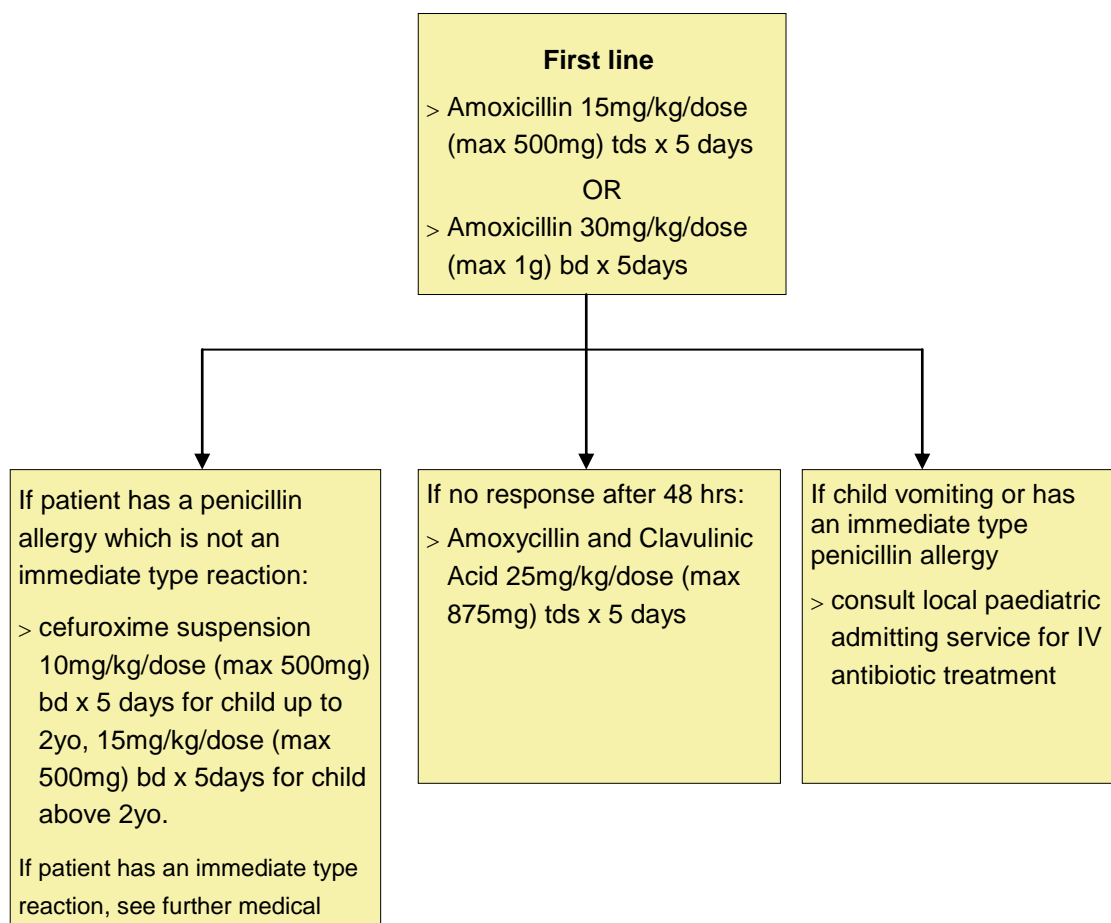 First line
> Amoxicillin 15mg/kg/dose
(max 500mg) tds x 5 days
OR
> Amoxicillin 30mg/kg/dose
(max 1g) bd x 5days
If patient has a penicillin
allergy which is not an
immediate type reaction:
> cefuroxime suspension
10mg/kg/dose (max 500mg)
bd x 5 days for child up to
2yo, 15mg/kg/dose (max
500mg) bd x 5days for child
above 2yo.
If patient has an immediate type
reaction, see further medical
If no response after 48 hrs:
> Amoxycillin and Clavulinic
Acid 25mg/kg/dose (max
875mg) tds x 5 days
If child vomiting or has
an immediate type
penicillin allergy
> consult local paediatric
admitting service for IV
antibiotic treatment